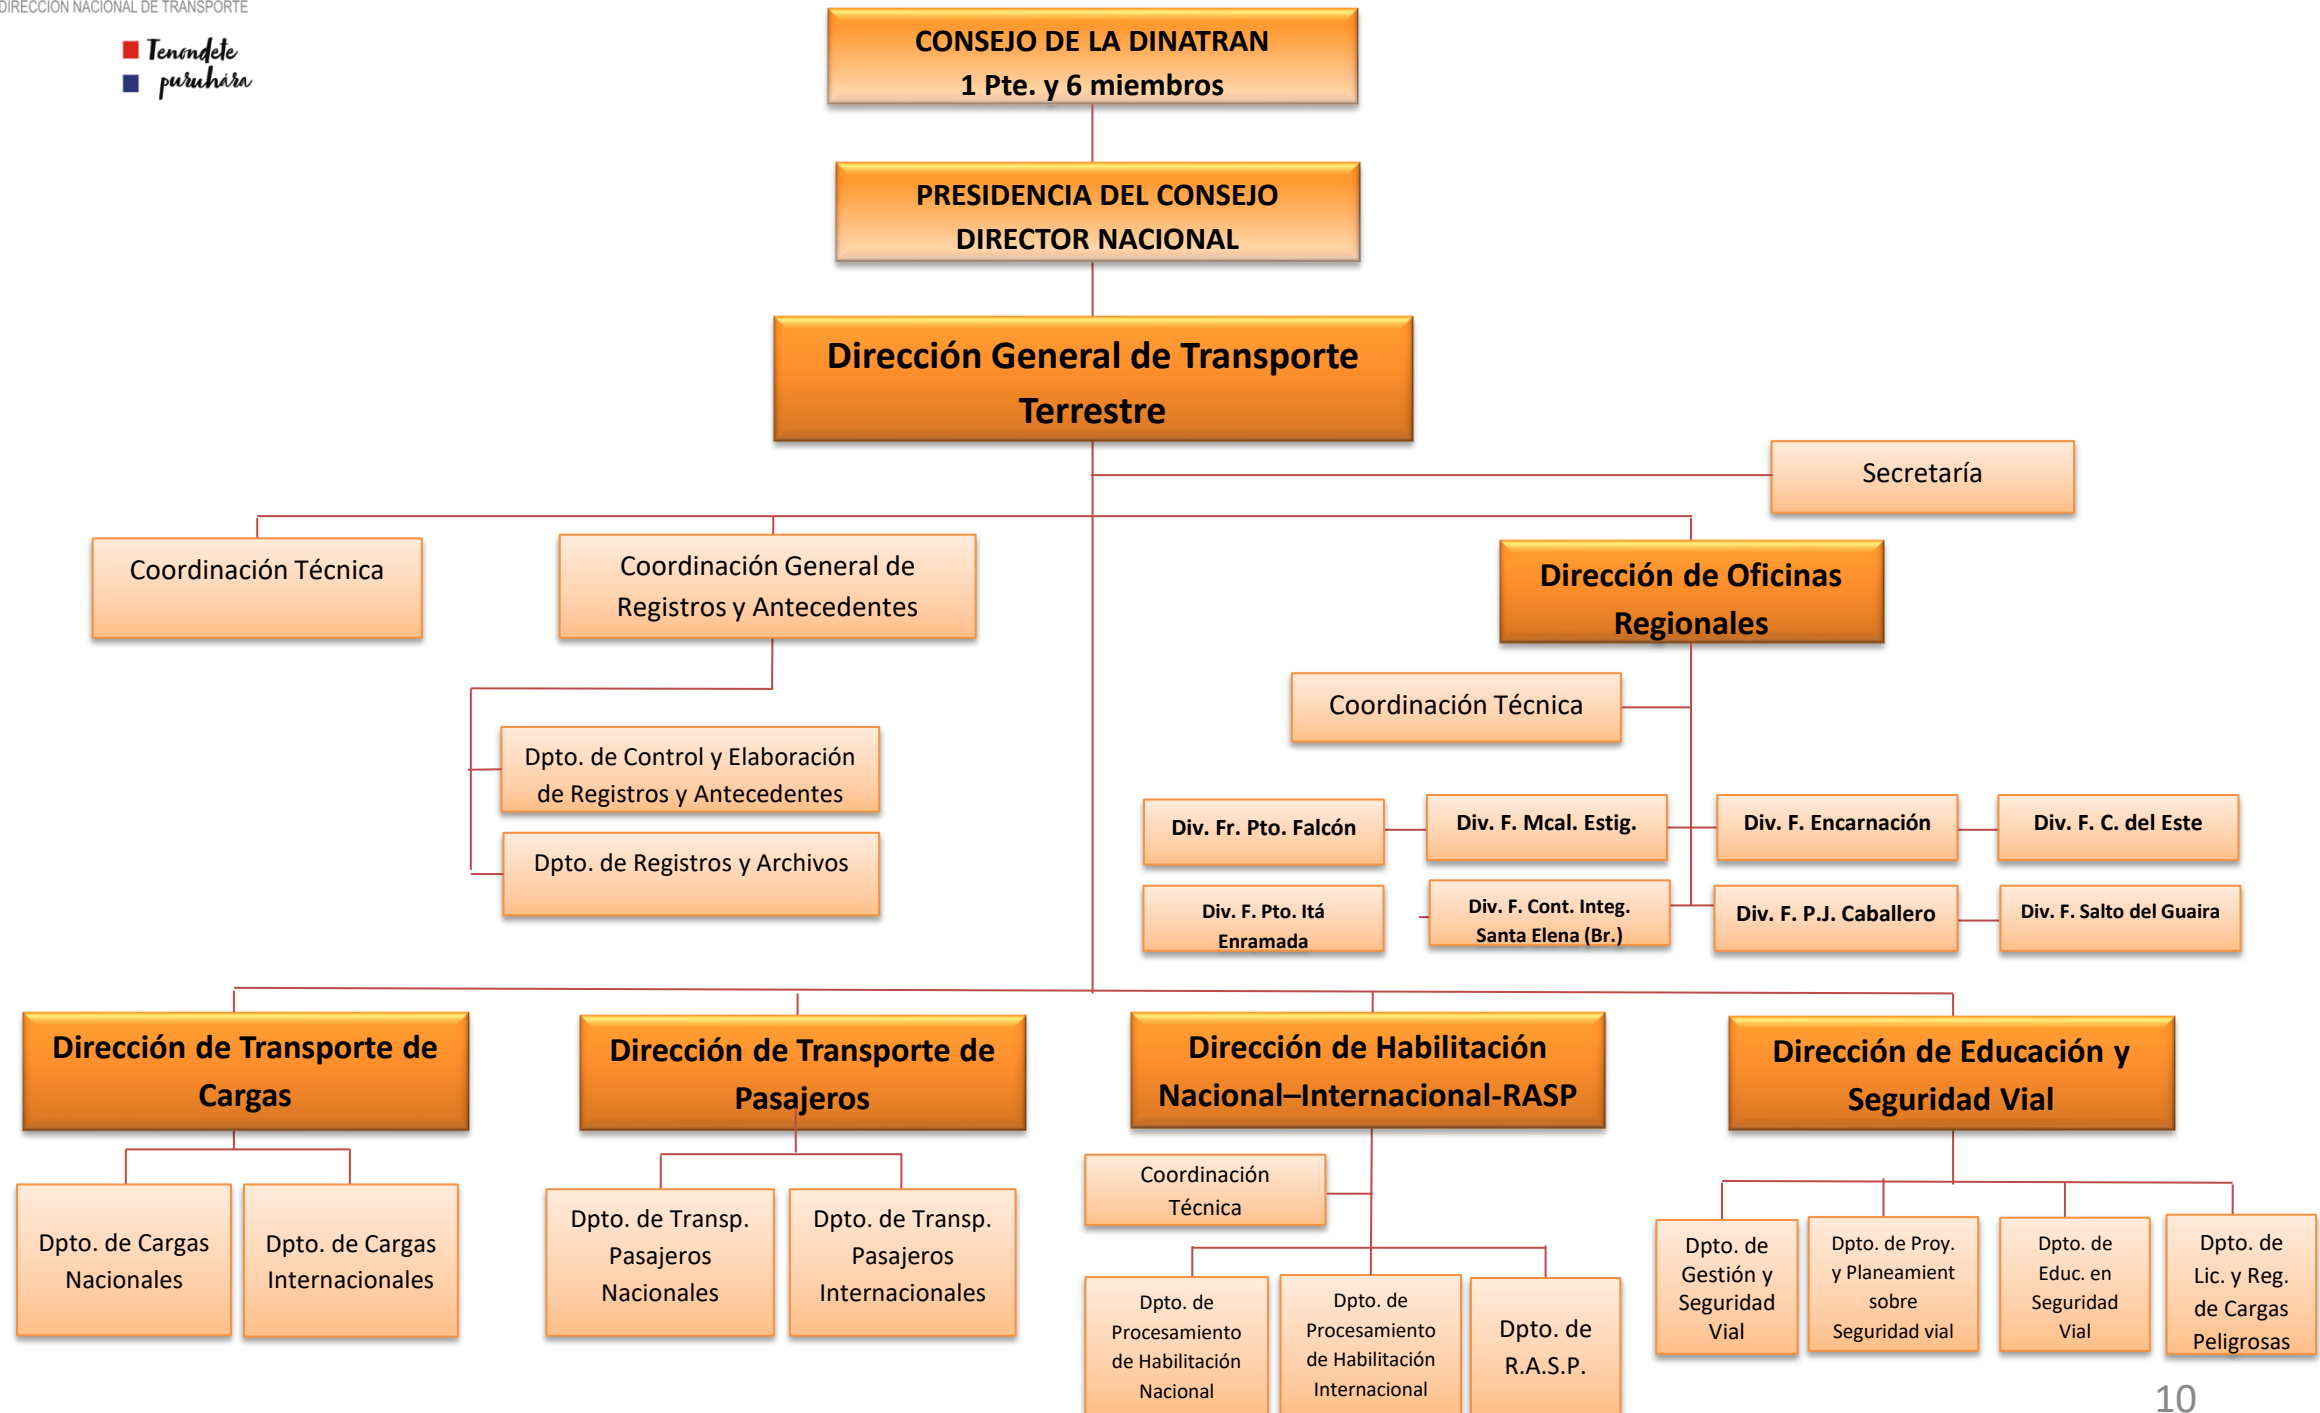 DIRECCIÓN NACIONAL DE TRANSPORTE
Tenondete
puruhára
CONSEJO DE LA DINATRAN
1 Pte. y 6 miembros
PRESIDENCIA DEL CONSEJO
DIRECTOR NACIONAL
Dirección General de Transporte
Terrestre
Secretaría
Coordinación Técnica
Coordinación General de
Registros y Antecedentes
Dirección de Oficinas
Regionales
Coordinación Técnica
Dpto. de Control y Elaboración
de Registros y Antecedentes
Dpto. de Registros y Archivos
Div. Fr. Pto. Falcón
Div. F. Mcal. Estig.
Div. F. Encarnación
Div. F. C. del Este
Div. F. Pto. Itá
Enramada
Div. F. Cont. Integ.
Santa Elena (Br.)
Div. F. P.J. Caballero
Div. F. Salto del Guaira
Dirección de Transporte de
Cargas
Dirección de Transporte de
Pasajeros
Dirección de Habilitación
Nacional–Internacional-RASP
Dirección de Educación y
Seguridad Vial
Dpto. de Cargas
Nacionales
Dpto. de Cargas
Internacionales
Dpto. de Transp.
Pasajeros
Nacionales
Dpto. de Transp.
Pasajeros
Internacionales
Coordinación
Técnica
Dpto. de
Procesamiento
de Habilitación
Nacional
Dpto. de
Procesamiento
de Habilitación
Internacional
Dpto. de
R.A.S.P.
Dpto. de
Gestión y
Seguridad
Vial
Dpto. de Proy.
y Planeamient
sobre
Seguridad vial
Dpto. de
Educ. en
Seguridad
Vial
Dpto. de
Lic. y Reg.
de Cargas
Peligrosas
10